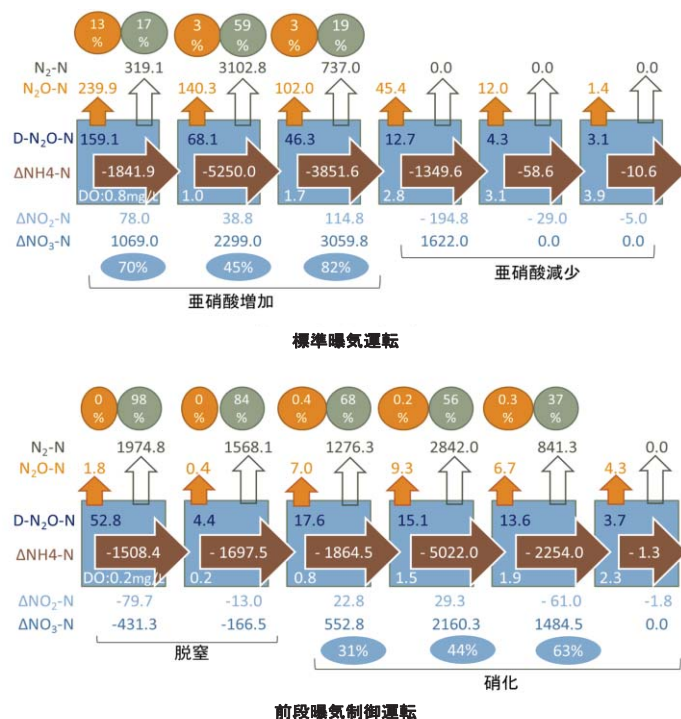 13 % 17 % 3 % 59 % 3 % 19 %
N₂-N 319.1 3102.8 737.0 0.0 0.0 0.0
N₂O-N 239.9 140.3 102.0 45.4 12.0 1.4
D-N₂O-N 159.1 68.1 46.3 12.7 4.3 3.1
ΔNH4-N -1841.9 -5250.0 -3851.6 -1349.6 -58.6 -10.6
DO:0.8mg/L 1.0 1.7 2.8 3.1 3.9
ΔNO₂-N 78.0 38.8 114.8 - 194.8 - 29.0 -5.0
ΔNO₃-N 1069.0 2299.0 3059.8 1622.0 0.0 0.0
70% 45% 82%
亜硝酸増加 亜硝酸減少
標準曝気運転
0 % 98 % 0 % 84 % 0.4 % 68 % 0.2 % 56 % 0.3 % 37 %
N₂-N 1974.8 1568.1 1276.3 2842.0 841.3 0.0
N₂O-N 1.8 0.4 7.0 9.3 6.7 4.3
D-N₂O-N 52.8 4.4 17.6 15.1 13.6 3.7
ΔNH4-N -1508.4 - 1697.5 - 1864.5 - 5022.0 - 2254.0 - 1.3
DO:0.2mg/L 0.2 0.8 1.5 1.9 2.3
ΔNO₂-N -79.7 -13.0 22.8 29.3 - 61.0 -1.8
ΔNO₃-N -431.3 -166.5 552.8 2160.3 1484.5 0.0
31% 44% 63%
脱窒 硝化
前段曝気制御運転